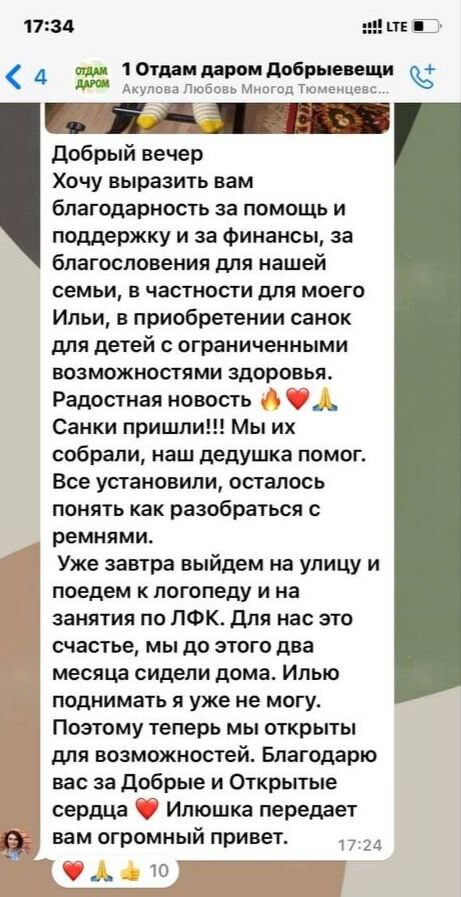 17:34
LTE
4
ОТДАМ
ДАРОМ
1 Отдам даром Добрыевещи
Акулова Любовь Многод Тюменцевс...
Добрый вечер
Хочу выразить вам
благодарность за помощь и
поддержку и за финансы, за
благословения для нашей
семьи, в частности для моего
Ильи, в приобретении санок
для детей с ограниченными
возможностями здоровья.
Радостная новость 🔥❤️🙏
Санки пришли!!! Мы их
собрали, наш дедушка помог.
Все установили, осталось
понять как разобраться с
ремнями.
Уже завтра выйдем на улицу и
поедем к логопеду и на
занятия по ЛФК. Для нас это
счастье, мы до этого два
месяца сидели дома. Илью
поднимать я уже не могу.
Поэтому теперь мы открыты
для возможностей. Благодарю
вас за Добрые и Открытые
сердца ❤️ Илюшка передает
вам огромный привет.
17:24
❤️🙏👍 10